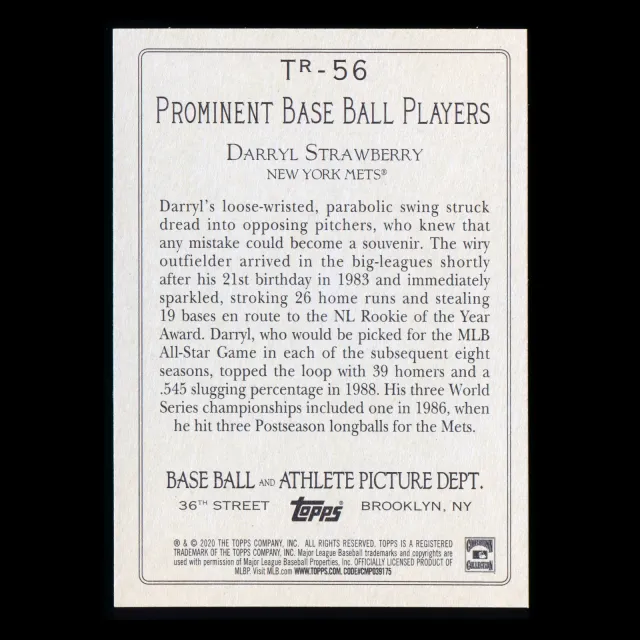 TR-56
PROMINENT BASE BALL PLAYERS
DARRYL STRAWBERRY
NEW YORK METS®
Darryl's loose-wristed, parabolic swing struck
dread into opposing pitchers, who knew that
any mistake could become a souvenir. The wiry
outfielder arrived in the big-leagues shortly
after his 21st birthday in 1983 and immediately
sparkled, stroking 26 home runs and stealing
19 bases en route to the NL Rookie of the Year
Award. Darryl, who would be picked for the MLB
All-Star Game in each of the subsequent eight
seasons, topped the loop with 39 homers and a
.545 slugging percentage in 1988. His three World
Series championships included one in 1986, when
he hit three Postseason longballs for the Mets.
BASE BALL AND ATHLETE PICTURE DEPT.
36TH STREET Topps® BROOKLYN, NY
® & © 2020 THE TOPPS COMPANY, INC. ALL RIGHTS RESERVED. TOPPS IS A REGISTERED
TRADEMARK OF THE TOPPS COMPANY, INC. Major League Baseball trademarks and copyrights are
used with permission of Major League Baseball Properties, Inc. OFFICIALLY LICENSED PRODUCT OF
MLBP. Visit MLB.com WWW.TOPPS.COM. CODE#CMP039175